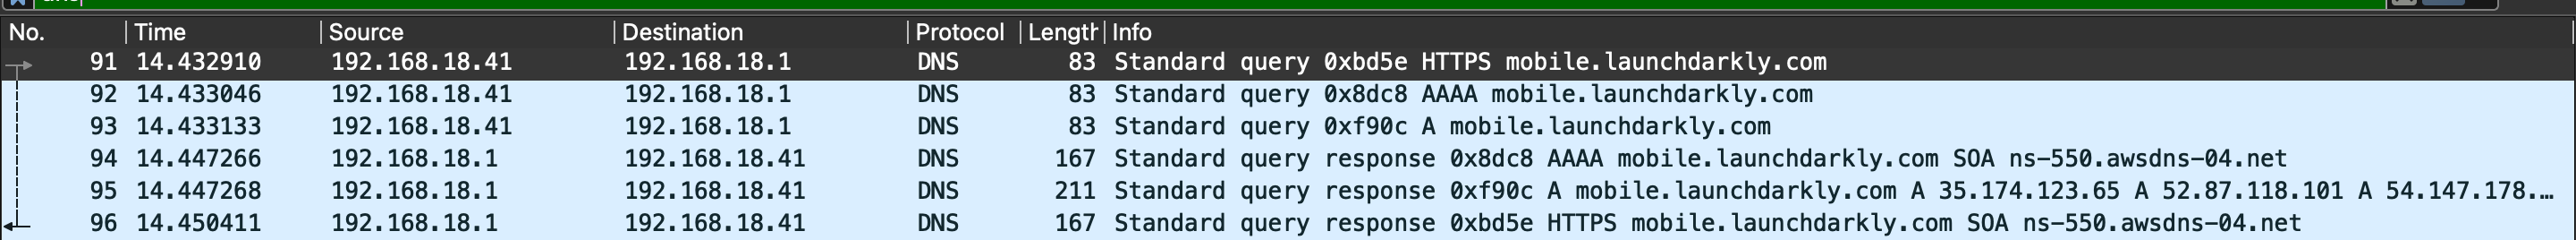 No. Time Source Destination Protocol Length Info
91 14.432910 192.168.18.41 192.168.18.1 DNS 83 Standard query 0xbd5e HTTPS mobile.launchdarkly.com
92 14.433046 192.168.18.41 192.168.18.1 DNS 83 Standard query 0x8dc8 AAAA mobile.launchdarkly.com
93 14.433133 192.168.18.41 192.168.18.1 DNS 83 Standard query 0xf90c A mobile.launchdarkly.com
94 14.447266 192.168.18.1 192.168.18.41 DNS 167 Standard query response 0x8dc8 AAAA mobile.launchdarkly.com SOA ns-550.awsdns-04.net
95 14.447268 192.168.18.1 192.168.18.41 DNS 211 Standard query response 0xf90c A mobile.launchdarkly.com A 35.174.123.65 A 52.87.118.101 A 54.147.178.…
96 14.450411 192.168.18.1 192.168.18.41 DNS 167 Standard query response 0xbd5e HTTPS mobile.launchdarkly.com SOA ns-550.awsdns-04.net